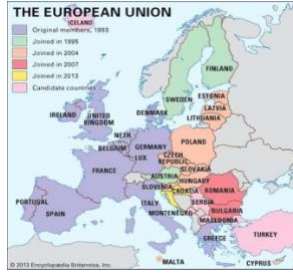 THE EUROPEAN UNION
Original members, 1993
Joined in 1995
Joined in 2004
Joined in 2007
Joined in 2013
Candidate countries
ICELAND
FINLAND
SWEDEN
ESTONIA
LATVIA
LITHUANIA
DENMARK
IRELAND
UNITED
KINGDOM
NETH.
BELGIUM
GERMANY
POLAND
LUX.
CZECH
REPUBLIC
SLOVAKIA
FRANCE
AUSTRIA
HUNGARY
SLOVENIA
CROATIA
ROMANIA
ITALY
SERBIA
MONTENEGRO
BULGARIA
MACEDONIA
PORTUGAL
SPAIN
GREECE
TURKEY
MALTA
CYPRUS
© 2013 Encyclopædia Britannica, Inc.